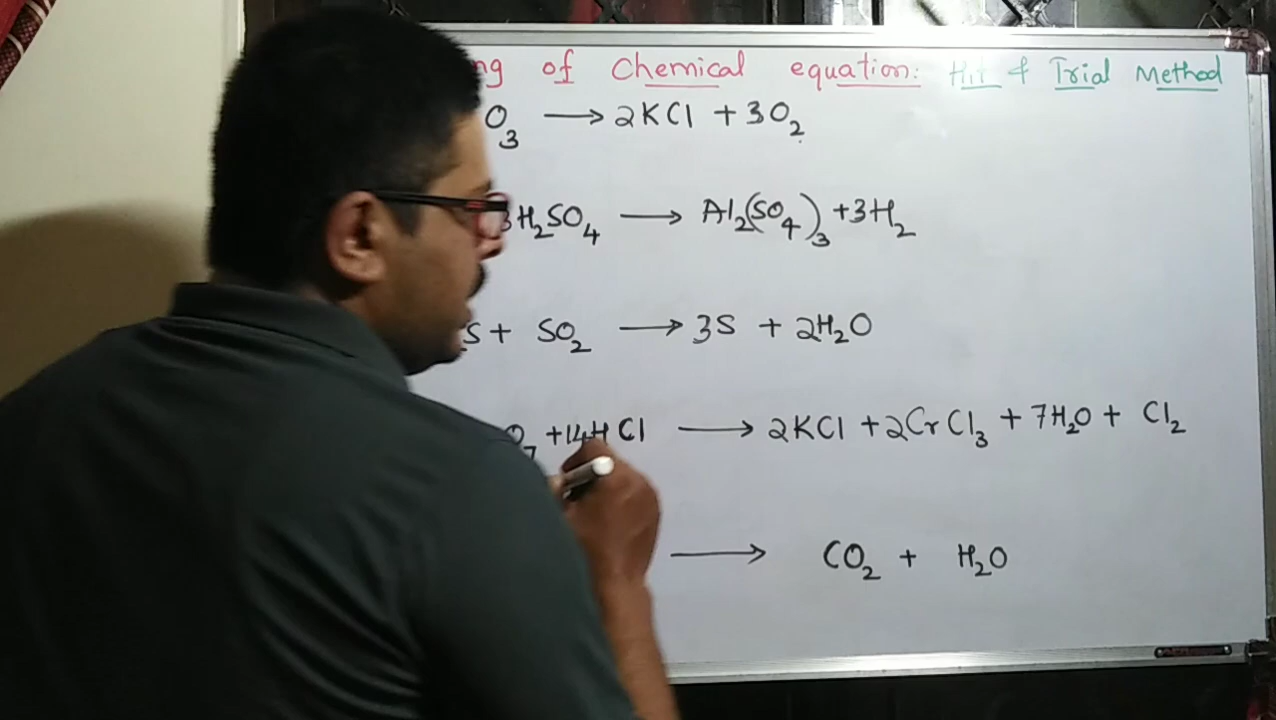 ng of Chemical equation: Hit & Trial Method
O₃ ⟶ 2KCl + 3O₂
3H₂SO₄ ⟶ Al₂(SO₄)₃ + 3H₂
S + SO₂ ⟶ 3S + 2H₂O
O₇ + 14HCl ⟶ 2KCl + 2CrCl₃ + 7H₂O + Cl₂
⟶ CO₂ + H₂O